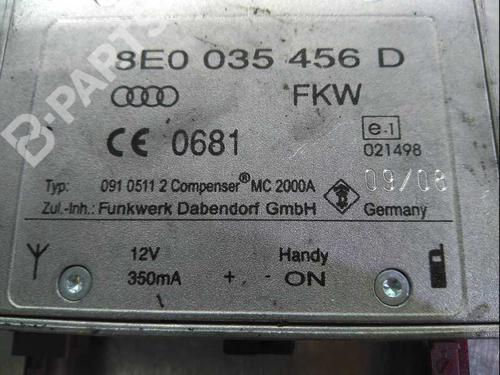 8E0 035 456 D
FKW
CE 0681
e1
021498
Typ: 091 0511 2 Compenser® MC 2000A
09/08
Zul.-Inh.: Funkwerk Dabendorf GmbH
Germany
12V
350mA + -
Handy
ON
B-PARTS